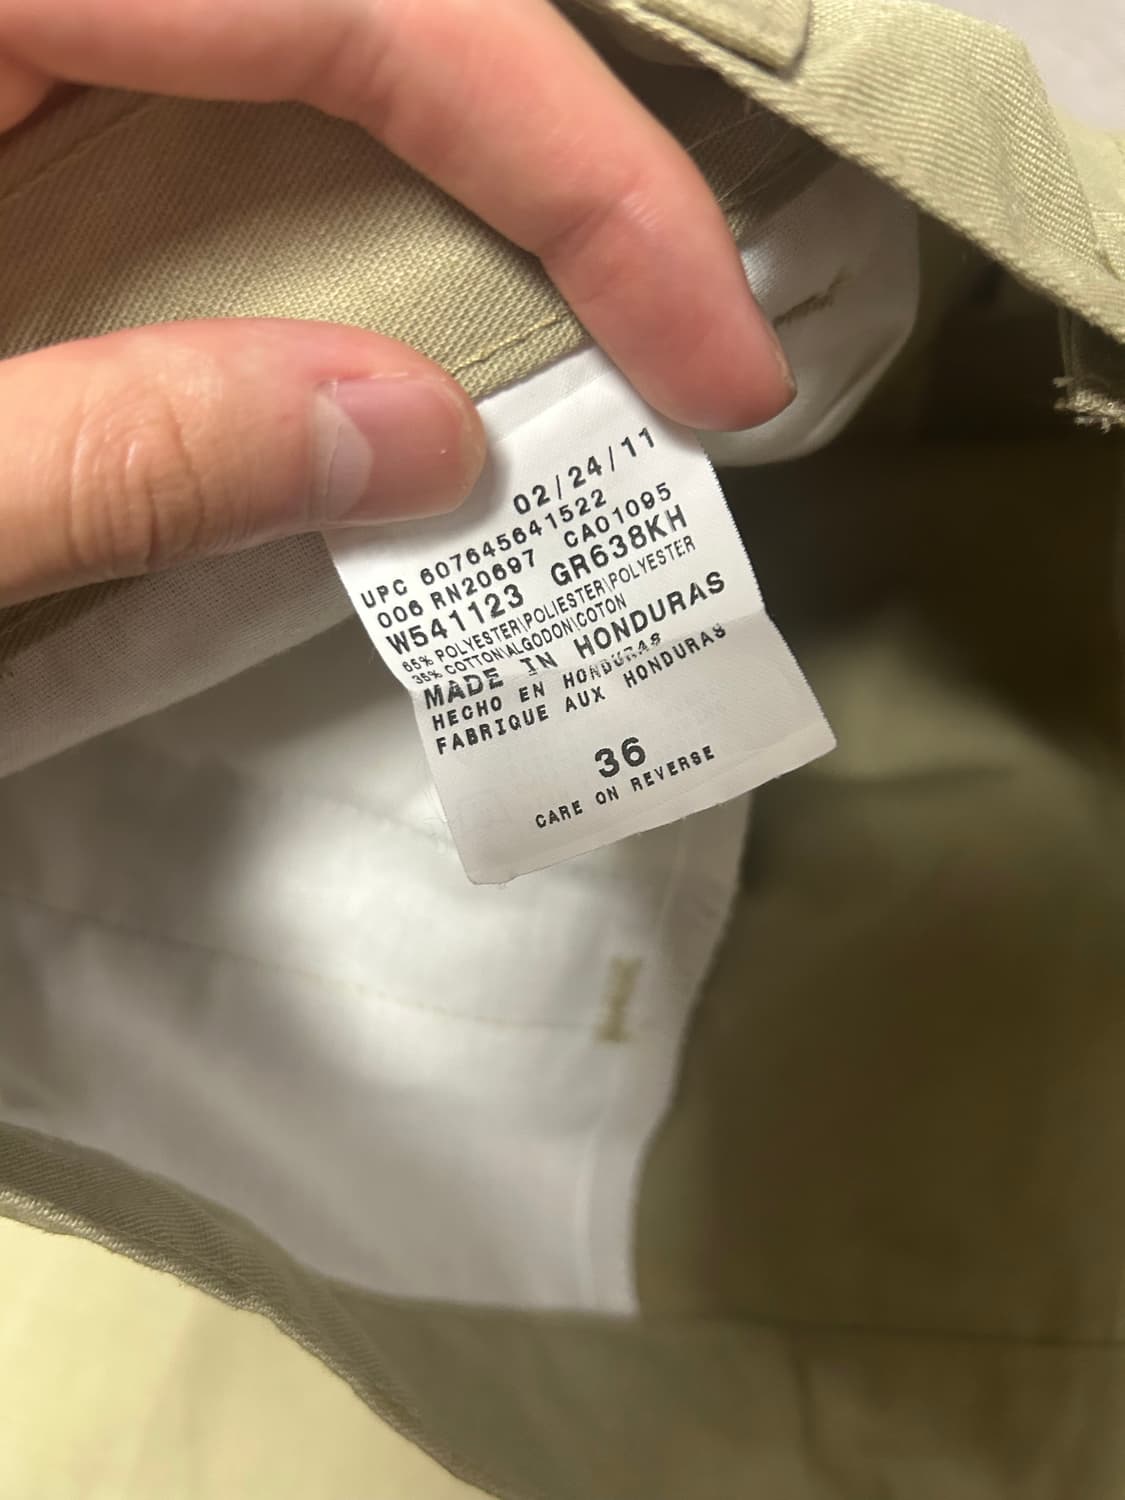 02/24/11
UPC 607645641522
006 RN20697 CA01095
W541123 GR638KH
65% POLYESTER\POLIESTER\POLYESTER
35% COTTON\ALGODON\COTON
MADE IN HONDURAS
HECHO EN HONDURAS
FABRIQUE AUX HONDURAS
36
CARE ON REVERSE